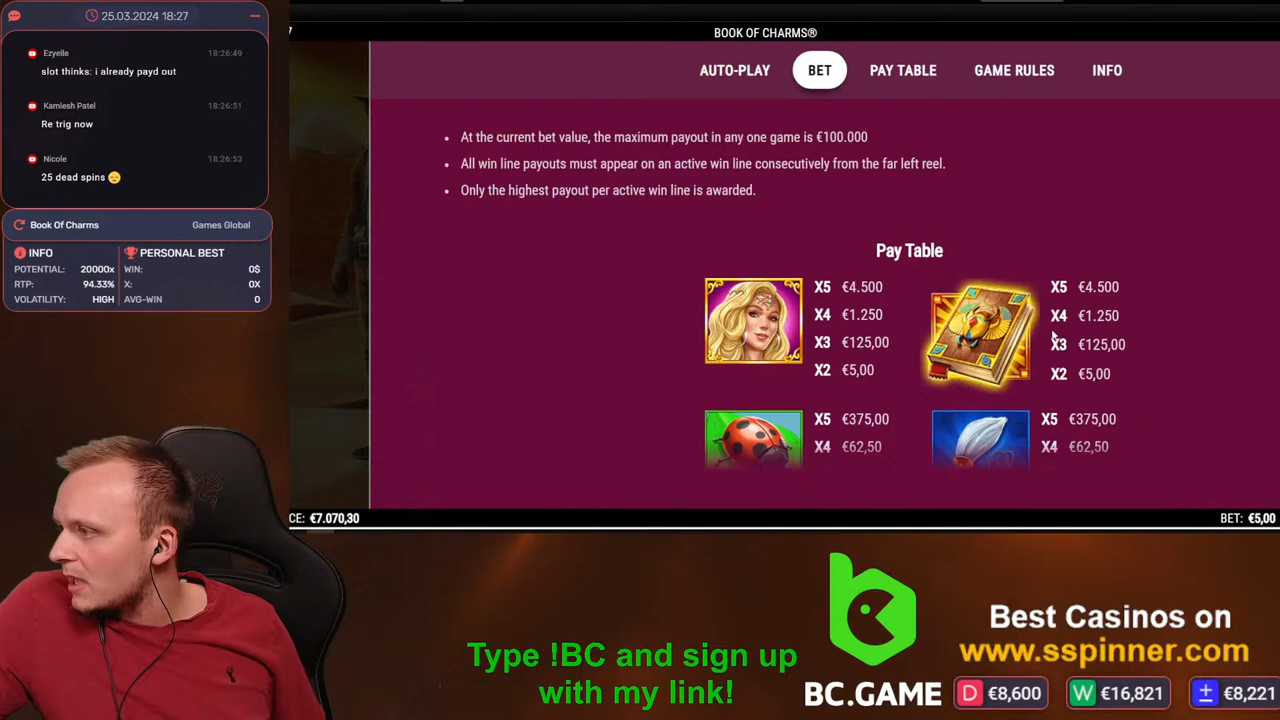 25.03.2024 18:27
Ezyelle 18:26:49
slot thinks: i already payd out
Kamlesh Patel 18:26:51
Re trig now
Nicole 18:26:53
25 dead spins 😔
Book Of Charms Games Global
INFO
POTENTIAL: 20000x
RTP: 94.33%
VOLATILITY: HIGH
PERSONAL BEST
WIN: 0$
X: 0X
AVG-WIN 0
BOOK OF CHARMS®
AUTO-PLAY BET PAY TABLE GAME RULES INFO
• At the current bet value, the maximum payout in any one game is €100.000
• All win line payouts must appear on an active win line consecutively from the far left reel.
• Only the highest payout per active win line is awarded.
Pay Table
X5 €4.500
X4 €1.250
X3 €125,00
X2 €5,00
X5 €4.500
X4 €1.250
X3 €125,00
X2 €5,00
X5 €375,00
X4 €62,50
X5 €375,00
X4 €62,50
CE: €7.070,30
BET: €5,00
Type !BC and sign up
with my link!
BC.GAME
Best Casinos on
www.sspinner.com
D €8,600 W €16,821 ± €8,221